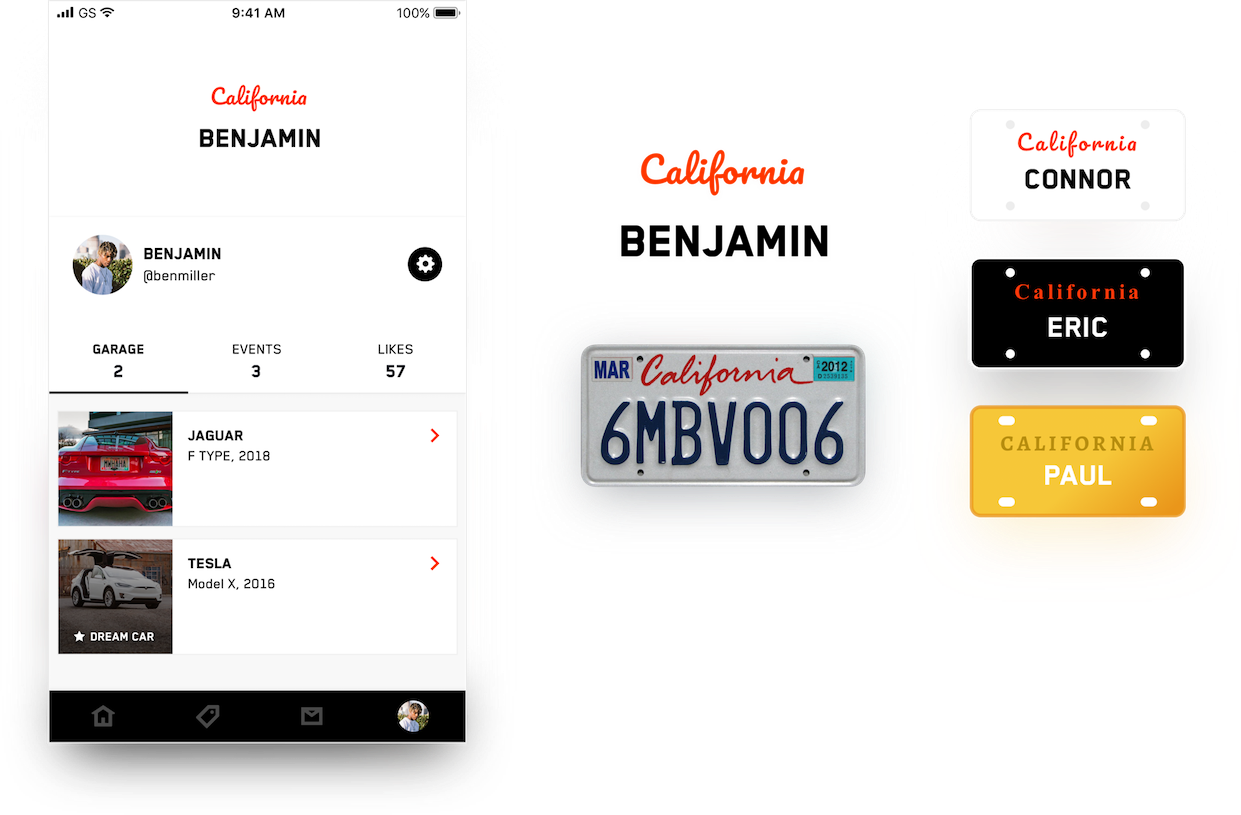 GS 9:41 AM 100%
California
BENJAMIN
BENJAMIN
@benmiller
GARAGE EVENTS LIKES
2 3 57
JAGUAR
F TYPE, 2018
TESLA
Model X, 2016
DREAM CAR
California
BENJAMIN
MAR California 2012
6MBV006
California
CONNOR
California
ERIC
CALIFORNIA
PAUL